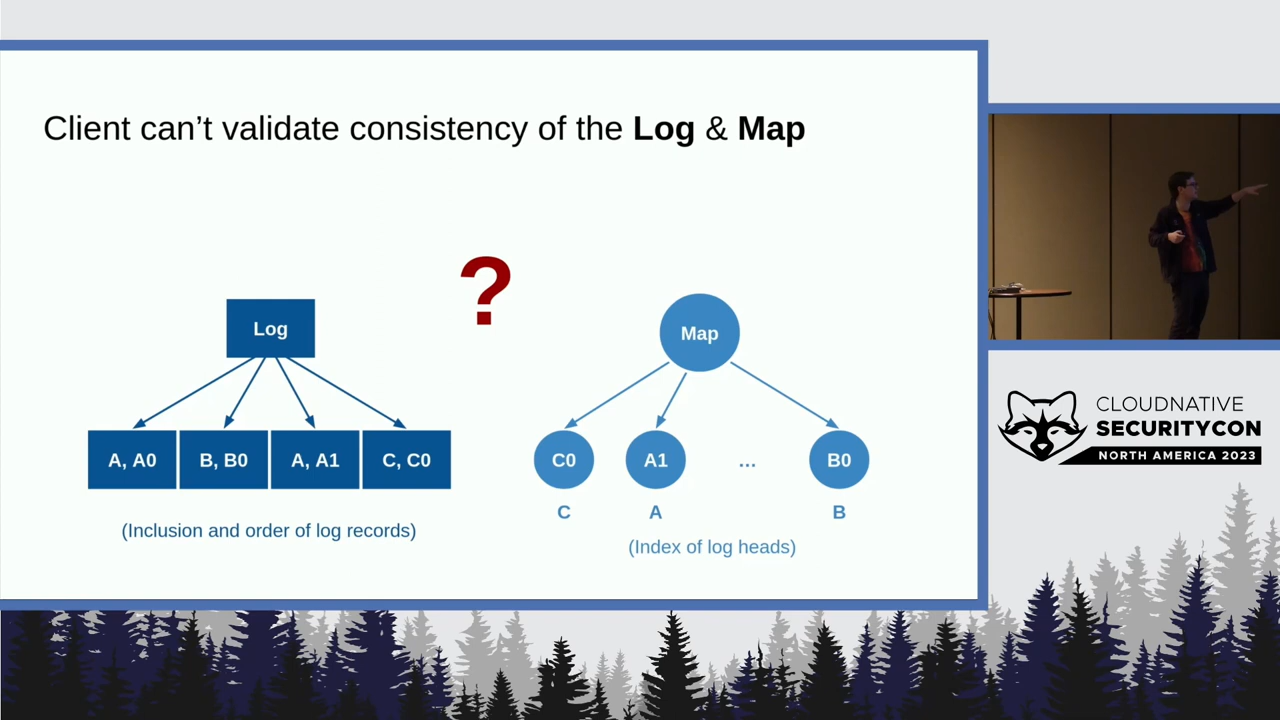 Client can’t validate consistency of the Log & Map
?
Log
Map
A, A0
B, B0
A, A1
C, C0
C0
A1
...
B0
C
A
B
(Inclusion and order of log records)
(Index of log heads)
CLOUDNATIVE
SECURITYCON
NORTH AMERICA 2023